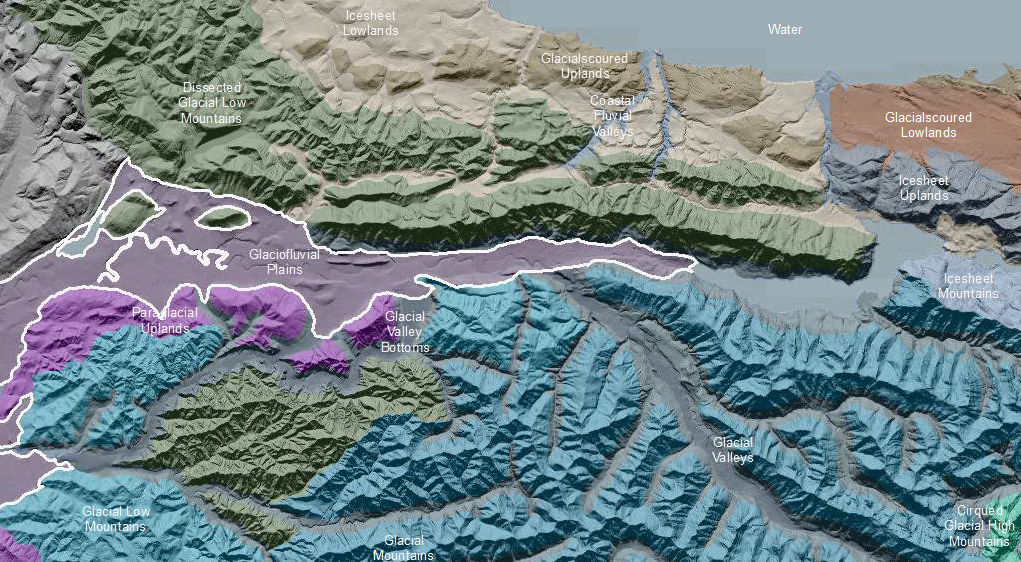 Icesheet
Lowlands
Water
Glacialscoured
Uplands
Dissected
Glacial Low
Mountains
Coastal
Fluvial
Valleys
Glacialscoured
Lowlands
Icesheet
Uplands
Glaciofluvial
Plains
Icesheet
Mountains
Paraglacial
Uplands
Glacial
Valley
Bottoms
Glacial
Valleys
Glacial Low
Mountains
Glacial
Mountains
Cirqued
Glacial High
Mountains